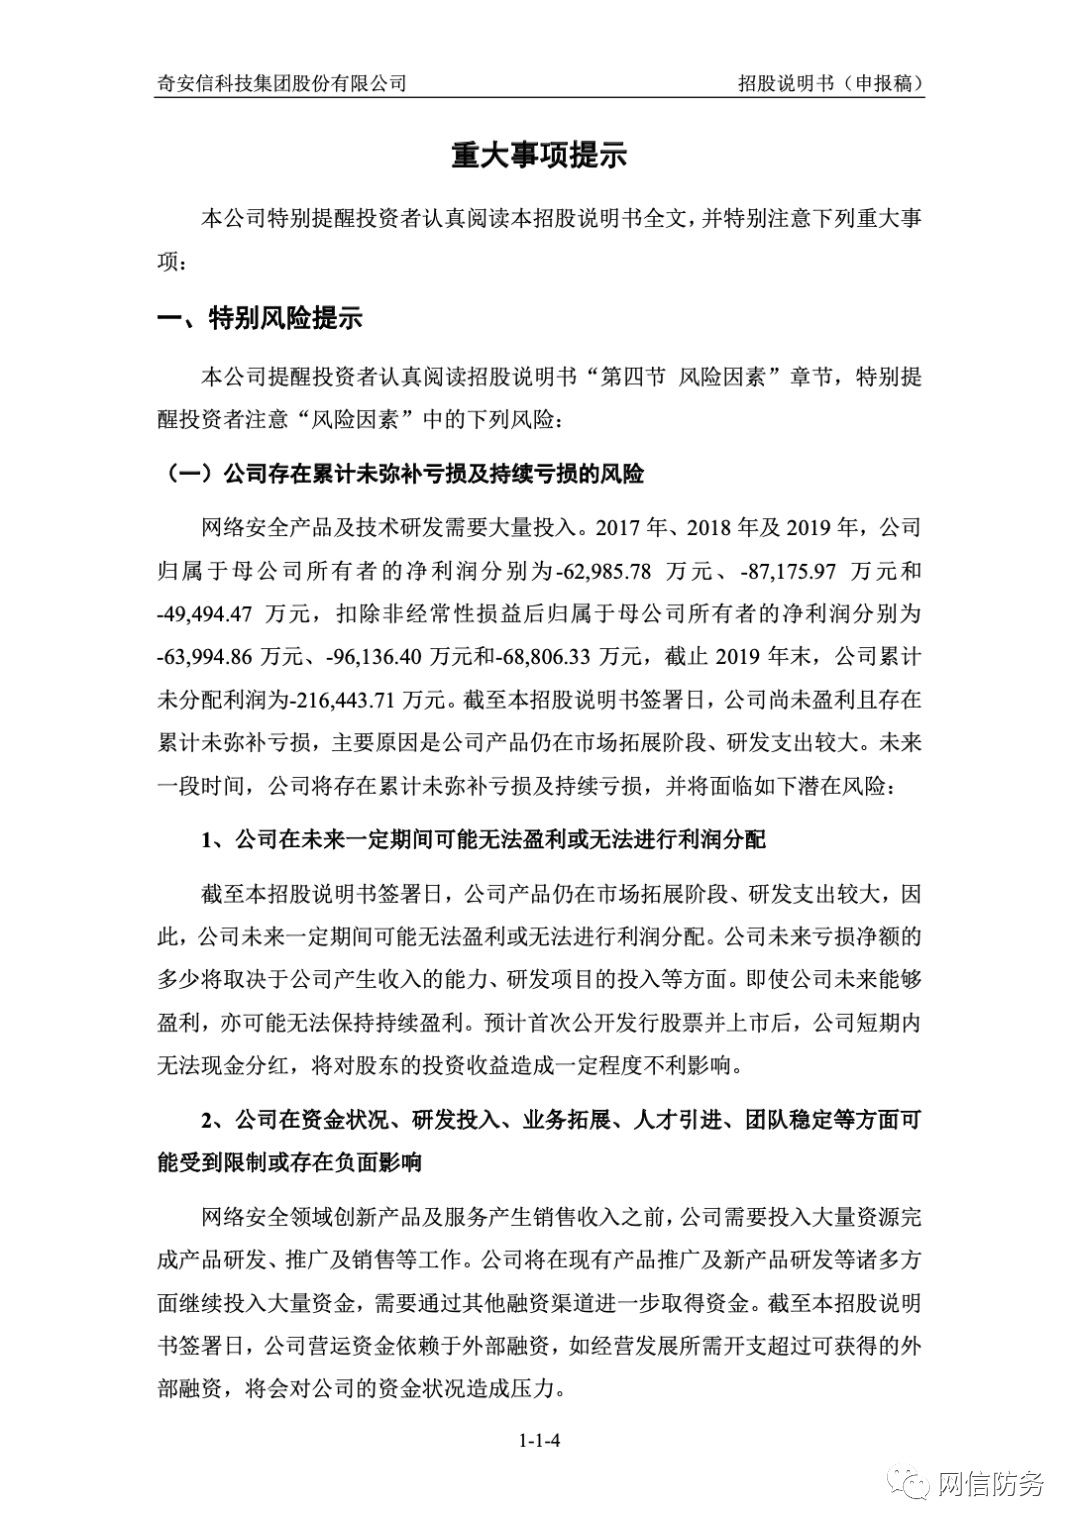 奇安信科技集团股份有限公司 招股说明书（申报稿）
重大事项提示
本公司特别提醒投资者认真阅读本招股说明书全文，并特别注意下列重大事
项：
一、特别风险提示
本公司提醒投资者认真阅读招股说明书“第四节 风险因素”章节，特别提
醒投资者注意“风险因素”中的下列风险：
（一）公司存在累计未弥补亏损及持续亏损的风险
网络安全产品及技术研发需要大量投入。2017 年、2018 年及 2019 年，公司
归属于母公司所有者的净利润分别为-62,985.78 万元、-87,175.97 万元和
-49,494.47 万元，扣除非经常性损益后归属于母公司所有者的净利润分别为
-63,994.86 万元、-96,136.40 万元和-68,806.33 万元，截止 2019 年末，公司累计
未分配利润为-216,443.71 万元。截至本招股说明书签署日，公司尚未盈利且存在
累计未弥补亏损，主要原因是公司产品仍在市场拓展阶段、研发支出较大。未来
一段时间，公司将存在累计未弥补亏损及持续亏损，并将面临如下潜在风险：
1、公司在未来一定期间可能无法盈利或无法进行利润分配
截至本招股说明书签署日，公司产品仍在市场拓展阶段、研发支出较大，因
此，公司未来一定期间可能无法盈利或无法进行利润分配。公司未来亏损净额的
多少将取决于公司产生收入的能力、研发项目的投入等方面。即使公司未来能够
盈利，亦可能无法保持持续盈利。预计首次公开发行股票并上市后，公司短期内
无法现金分红，将对股东的投资收益造成一定程度不利影响。
2、公司在资金状况、研发投入、业务拓展、人才引进、团队稳定等方面可
能受到限制或存在负面影响
网络安全领域创新产品及服务产生销售收入之前，公司需要投入大量资源完
成产品研发、推广及销售等工作。公司将在现有产品推广及新产品研发等诸多方
面继续投入大量资金，需要通过其他融资渠道进一步取得资金。截至本招股说明
书签署日，公司营运资金依赖于外部融资，如经营发展所需开支超过可获得的外
部融资，将会对公司的资金状况造成压力。
1-1-4
网信防务